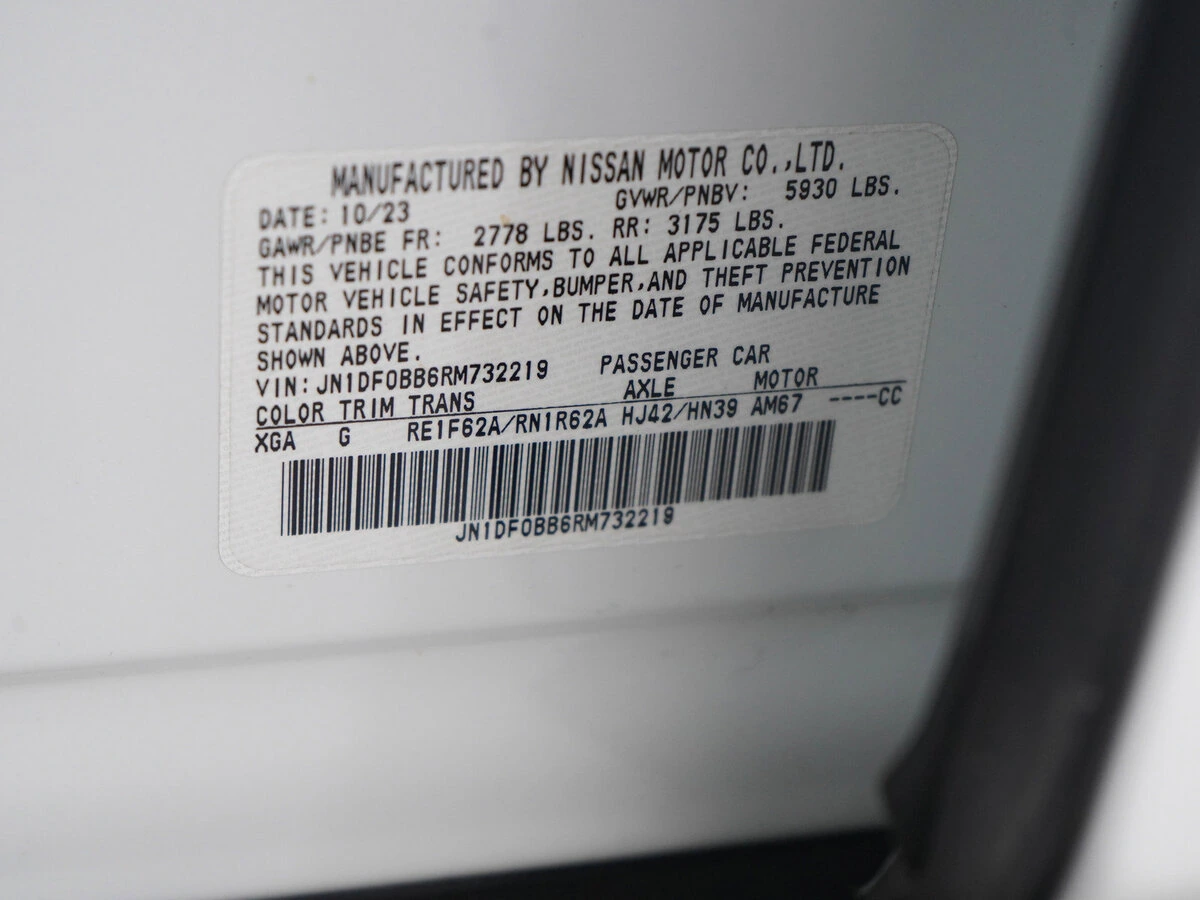 MANUFACTURED BY NISSAN MOTOR CO.,LTD.
DATE: 10/23 GVWR/PNBV: 5930 LBS.
GAWR/PNBE FR: 2778 LBS. RR: 3175 LBS.
THIS VEHICLE CONFORMS TO ALL APPLICABLE FEDERAL
MOTOR VEHICLE SAFETY,BUMPER,AND THEFT PREVENTION
STANDARDS IN EFFECT ON THE DATE OF MANUFACTURE
SHOWN ABOVE.
VIN: JN1DF0BB6RM732219 PASSENGER CAR
COLOR TRIM TRANS AXLE MOTOR
XGA G RE1F62A/RN1R62A HJ42/HN39 AM67 ----CC
JN1DF0BB6RM732219